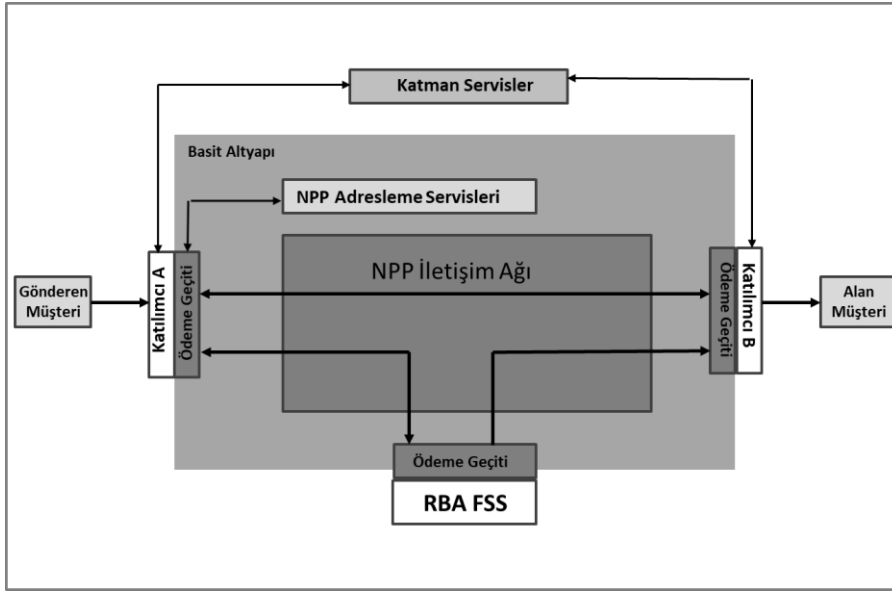 Katman Servisler
Basit Altyapı
NPP Adresleme Servisleri
NPP İletişim Ağı
Gönderen
Müşteri
Katılımcı A
Ödeme Geçiti
Ödeme Geçiti
Katılımcı B
Alan
Müşteri
Ödeme Geçiti
RBA FSS